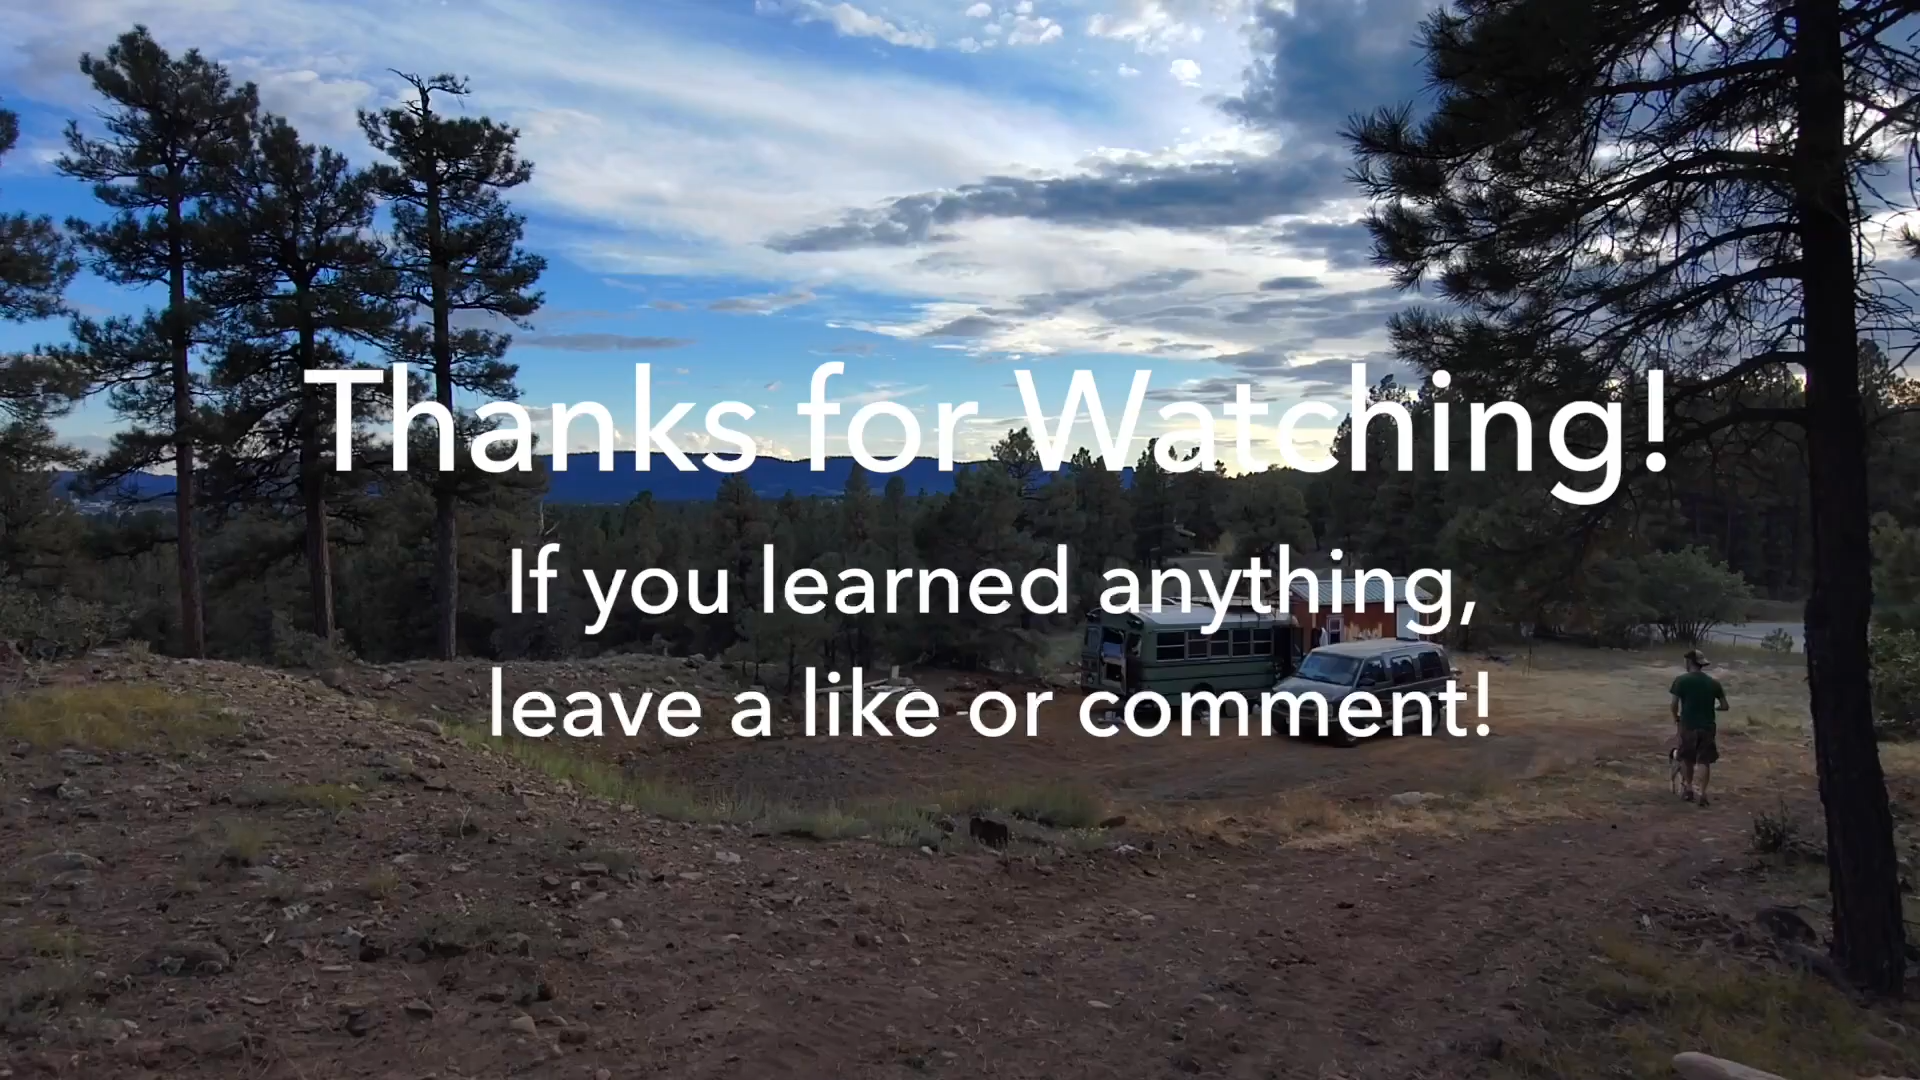 Thanks for Watching!
If you learned anything,
leave a like or comment!